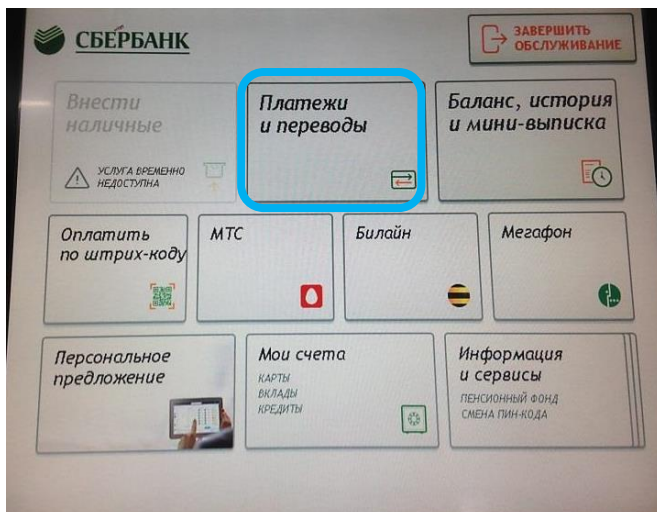 СБЕРБАНК
ЗАВЕРШИТЬ
ОБСЛУЖИВАНИЕ
Внести
наличные
УСЛУГА ВРЕМЕННО
НЕДОСТУПНА
Платежи
и переводы
Баланс, история
и мини-выписка
Оплатить
по штрих-коду
МТС
Билайн
Мегафон
Персональное
предложение
Мои счета
КАРТЫ
ВКЛАДЫ
КРЕДИТЫ
Информация
и сервисы
ПЕНСИОННЫЙ ФОНД
СМЕНА ПИН-КОДА